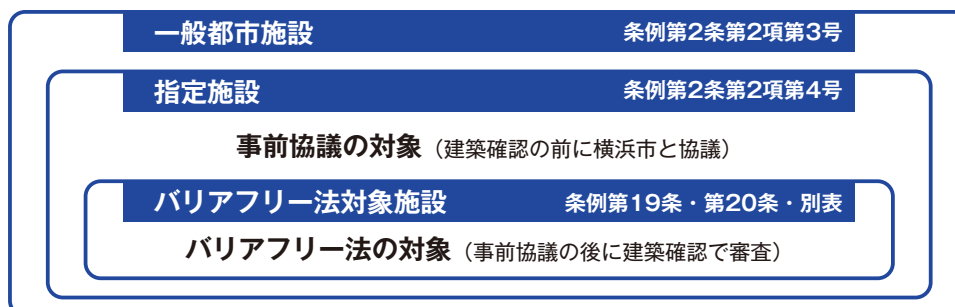 一般都市施設 条例第2条第2項第3号
指定施設 条例第2条第2項第4号
事前協議の対象（建築確認の前に横浜市と協議）
バリアフリー法対象施設 条例第19条・第20条・別表
バリアフリー法の対象（事前協議の後に建築確認で審査）